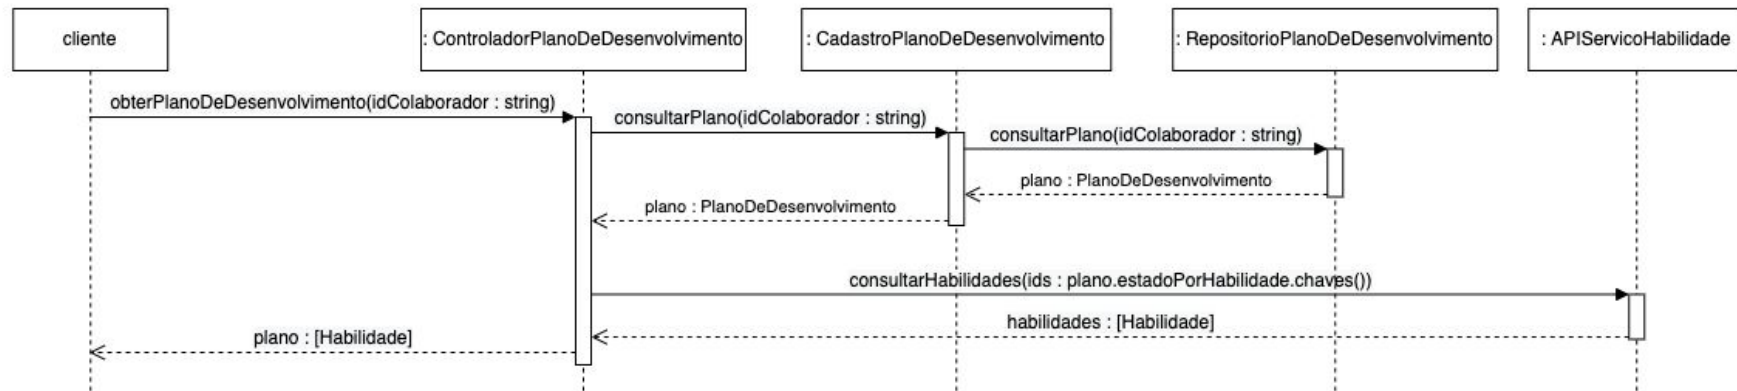 cliente
: ControladorPlanoDeDesenvolvimento
: CadastroPlanoDeDesenvolvimento
: RepositorioPlanoDeDesenvolvimento
: APIServicoHabilidade
obterPlanoDeDesenvolvimento(idColaborador : string)
consultarPlano(idColaborador : string)
consultarPlano(idColaborador : string)
plano : PlanoDeDesenvolvimento
plano : PlanoDeDesenvolvimento
consultarHabilidades(ids : plano.estadoPorHabilidade.chaves())
habilidades : [Habilidade]
plano : [Habilidade]